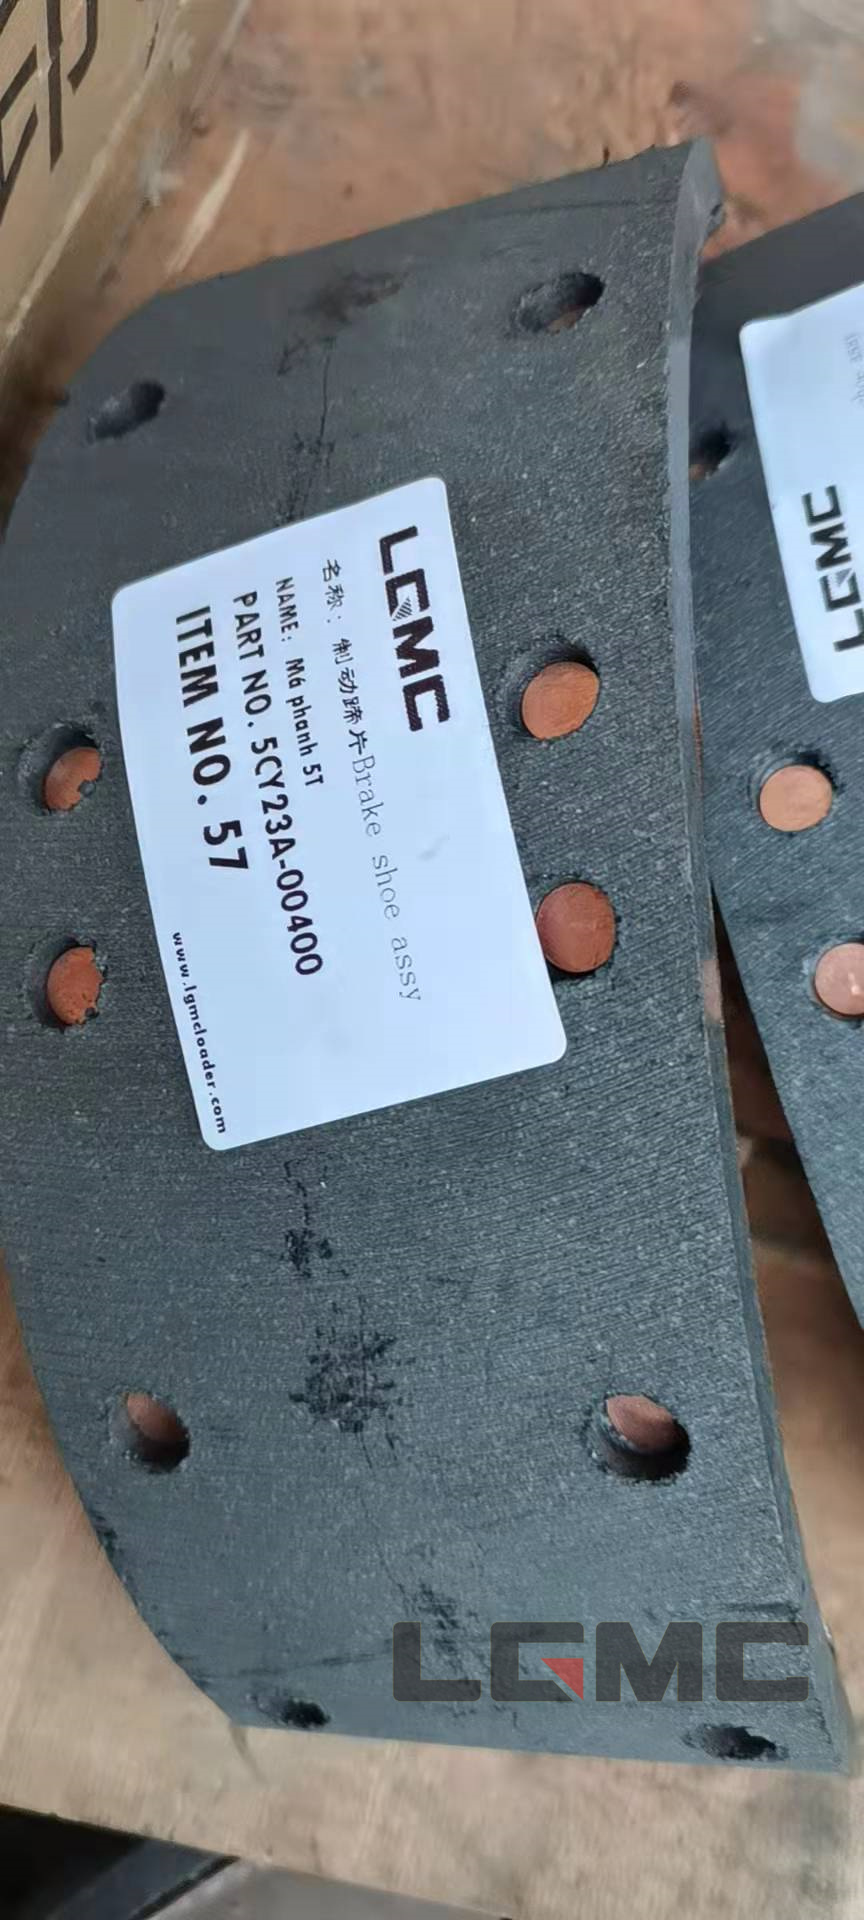 LGMC
名称：制动蹄片Brake shoe assy
NAME: Má phanh 5T
PART NO. 5CY23A-00400
ITEM NO. 57
www.lgmcloader.com
LGMC
LGMC